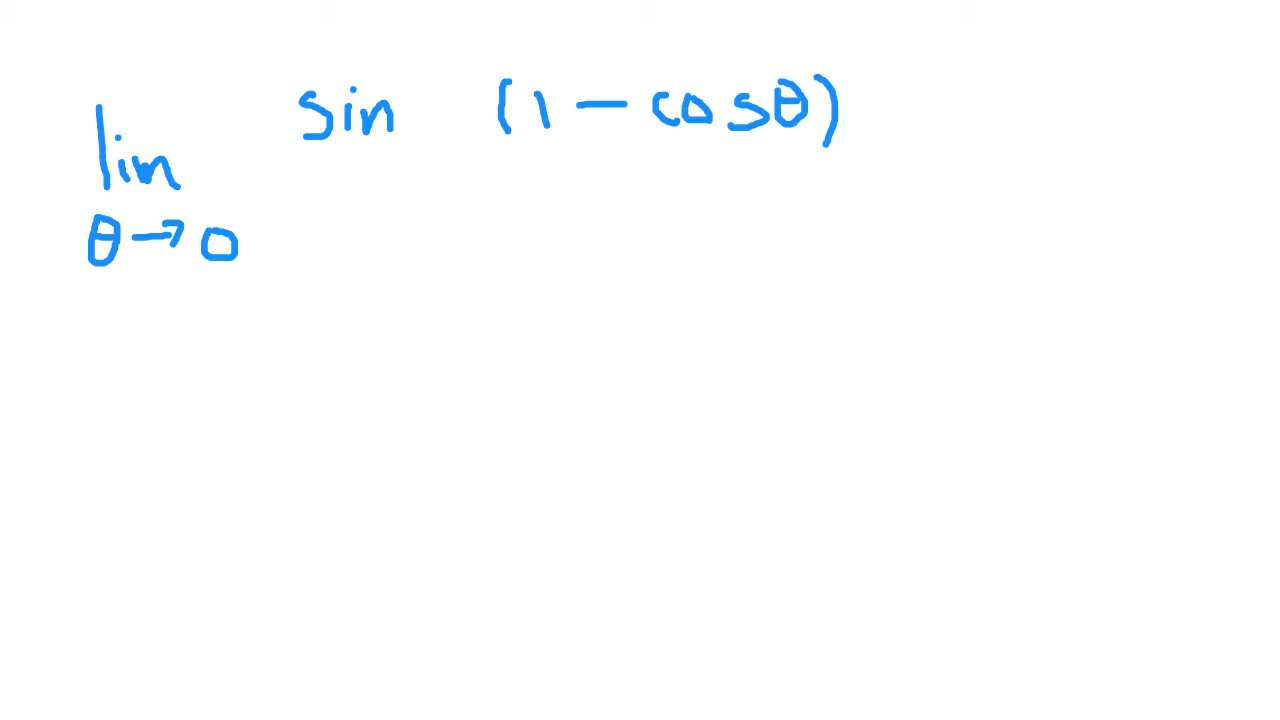 lim sin (1 - cosθ)
θ → 0